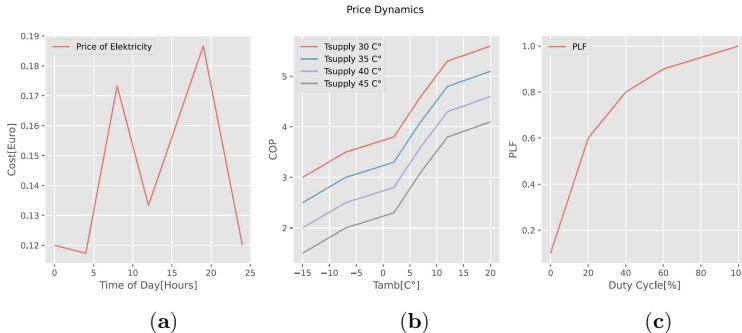 Price Dynamics
0.19
0.18
0.17
0.16
0.15
0.14
0.13
0.12
Cost[Euro]
Price of Elektricity
0 5 10 15 20 25
Time of Day[Hours]
(a)
5
4
3
2
COP
Tsupply 30 C°
Tsupply 35 C°
Tsupply 40 C°
Tsupply 45 C°
−15 −10 −5 0 5 10 15 20
Tamb[C°]
(b)
1.0
0.8
0.6
0.4
0.2
PLF
PLF
0 20 40 60 80 100
Duty Cycle[%]
(c)